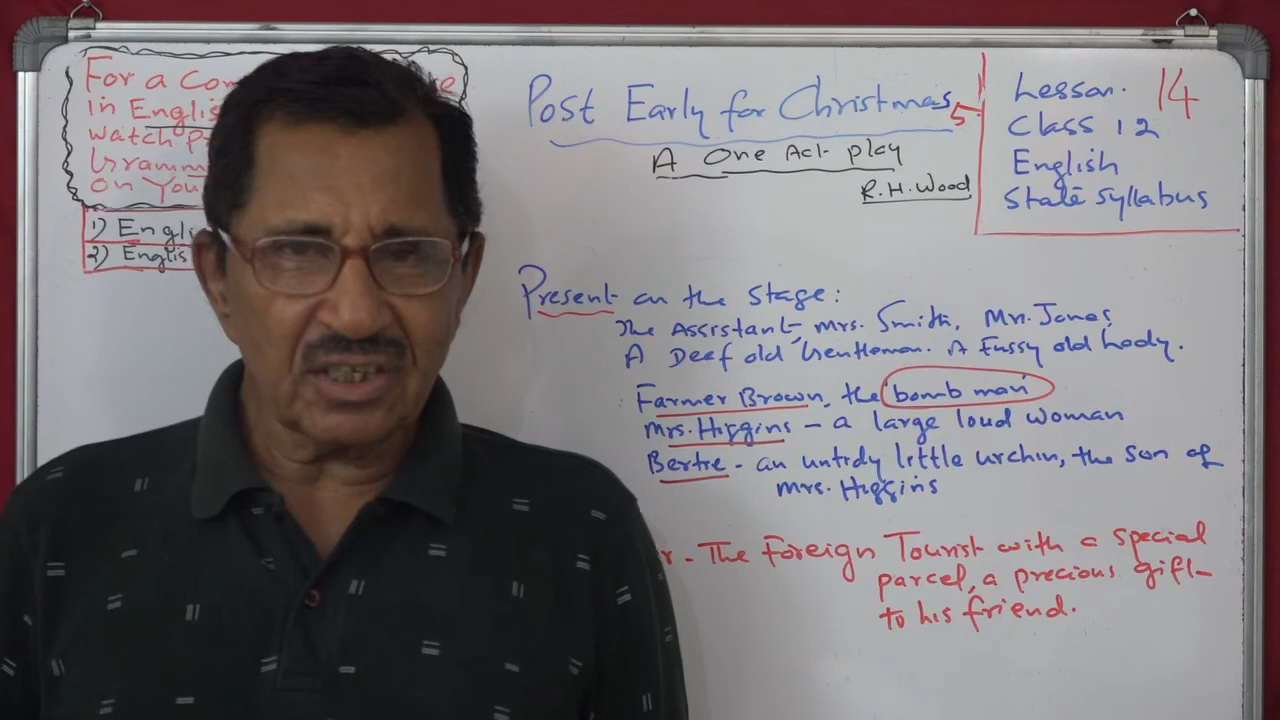 For a
in English
watch
Gramm
on You
1) Engli
2) Englis
Post Early for Christmas
5
A One Act play
R.H. Wood
Lesson. 14
Class 12
English
State Syllabus
Present on the stage:
The Assistant, Mrs. Smith, Mr. Jones,
A Deef old Gentleman. A Fussy old Lady.
Farmer Brown, the 'bomb man'
Mrs. Higgins - a large loud woman
Bertie - an untidy little urchin, the son of
Mrs. Higgins
r - The Foreign Tourist with a special
parcel, a precious gift
to his friend.